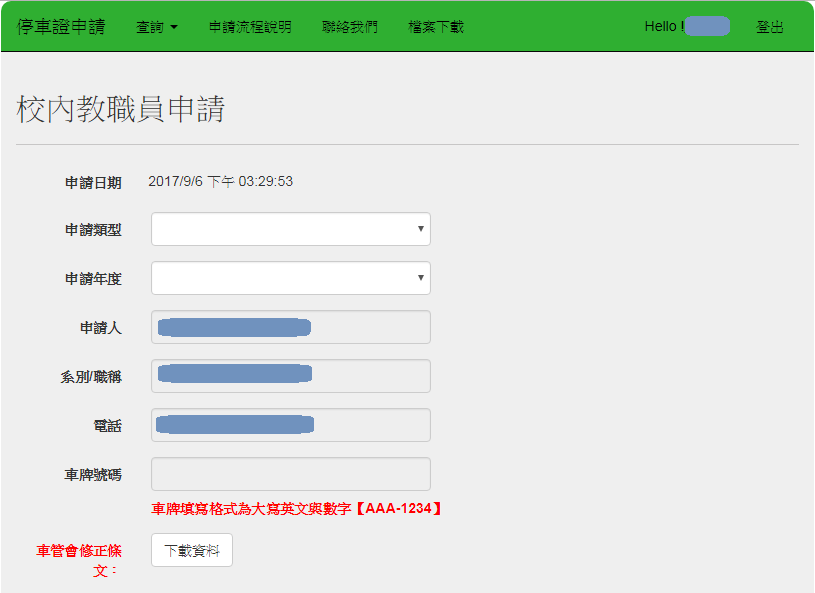 停車證申請 查詢 申請流程說明 聯絡我們 檔案下載 Hello ! 登出
校內教職員申請
申請日期 2017/9/6 下午 03:29:53
申請類型
申請年度
申請人
系別/職稱
電話
車牌號碼
車牌填寫格式為大寫英文與數字【AAA-1234】
車管會修正條 下載資料
文：